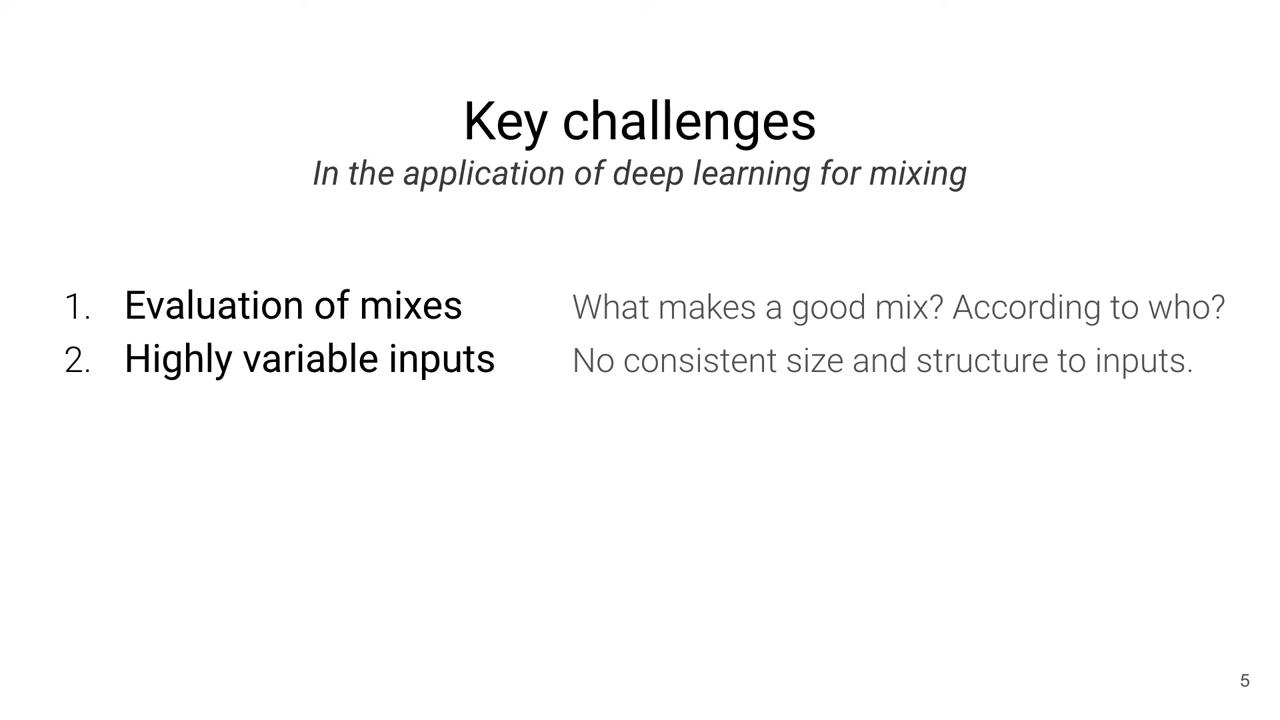 Key challenges
In the application of deep learning for mixing
1. Evaluation of mixes What makes a good mix? According to who?
2. Highly variable inputs No consistent size and structure to inputs.
5